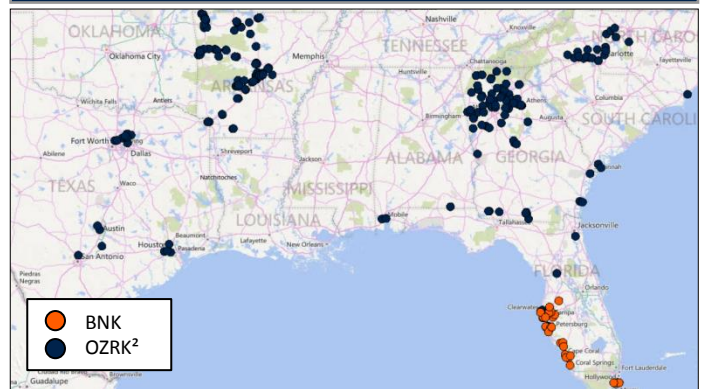 Nashville
Knoxville
OKLAHOMA
TENNESSEE
NORTH CARO
Oklahoma City
Memphis
Chattanooga
Charlotte
Fayetteville
Huntsville
ARKANSAS
Wichita Falls
Antlers
Athens
Columbia
Birmingham
Augusta
SOUTH CAROLI
Fort Worth
Dallas
Abilene
Shreveport
Jackson
ALABAMA
GEORGIA
Natchitoches
MISSISSIPPI
TEXAS
Waco
LOUISIANA
Mobile
Austin
Beaumont
Lafayette
New Orleans
Tallahassee
Jacksonville
Houston
Pasadena
San Antonio
FLORIDA
Piedras
Negras
Orlando
Clearwater
Tampa
Petersburg
BNK
OZRK²
Cape Coral
Coral Springs
Fort Lauderdale
Hollywood
Guadalupe
Brownsville